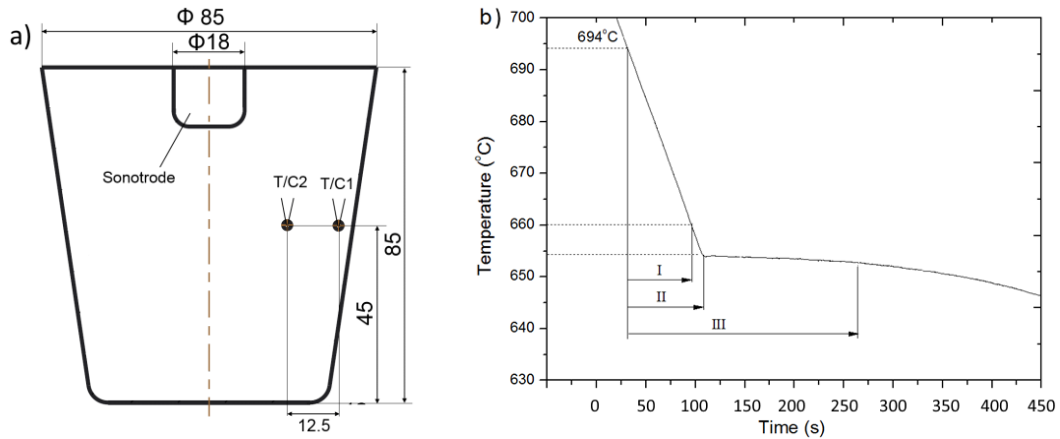 a)
Φ 85
Φ18
Sonotrode
T/C2
T/C1
85
45
12.5
b)
700
690
680
670
660
650
640
630
694°C
I
II
III
0
50
100
150
200
250
300
350
400
450
Temperature (°C)
Time (s)